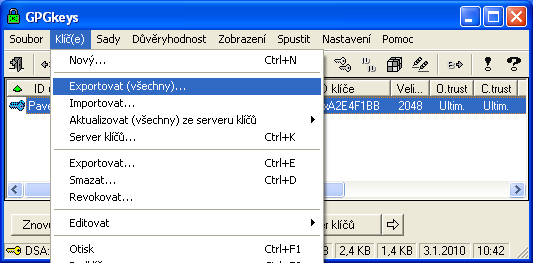 GPGkeys
Soubor Klíč(e) Sady Důvěryhodnost Zobrazení Spustit Nastavení Pomoc
Nový... Ctrl+N
Exportovat (všechny)...
Importovat...
Aktualizovat (všechny) ze serveru klíčů
Server klíčů... Ctrl+K
Exportovat... Ctrl+E
Smazat... Ctrl+D
Revokovat...
Editovat
Otisk Ctrl+F1
ID klíče Veli... O.trust C.trust
Pave xA2E4F1BB 2048 Ultim. Ultim.
Znovu klíčů
DSA: 2,4 KB 1,4 KB 3.1.2010 10:42